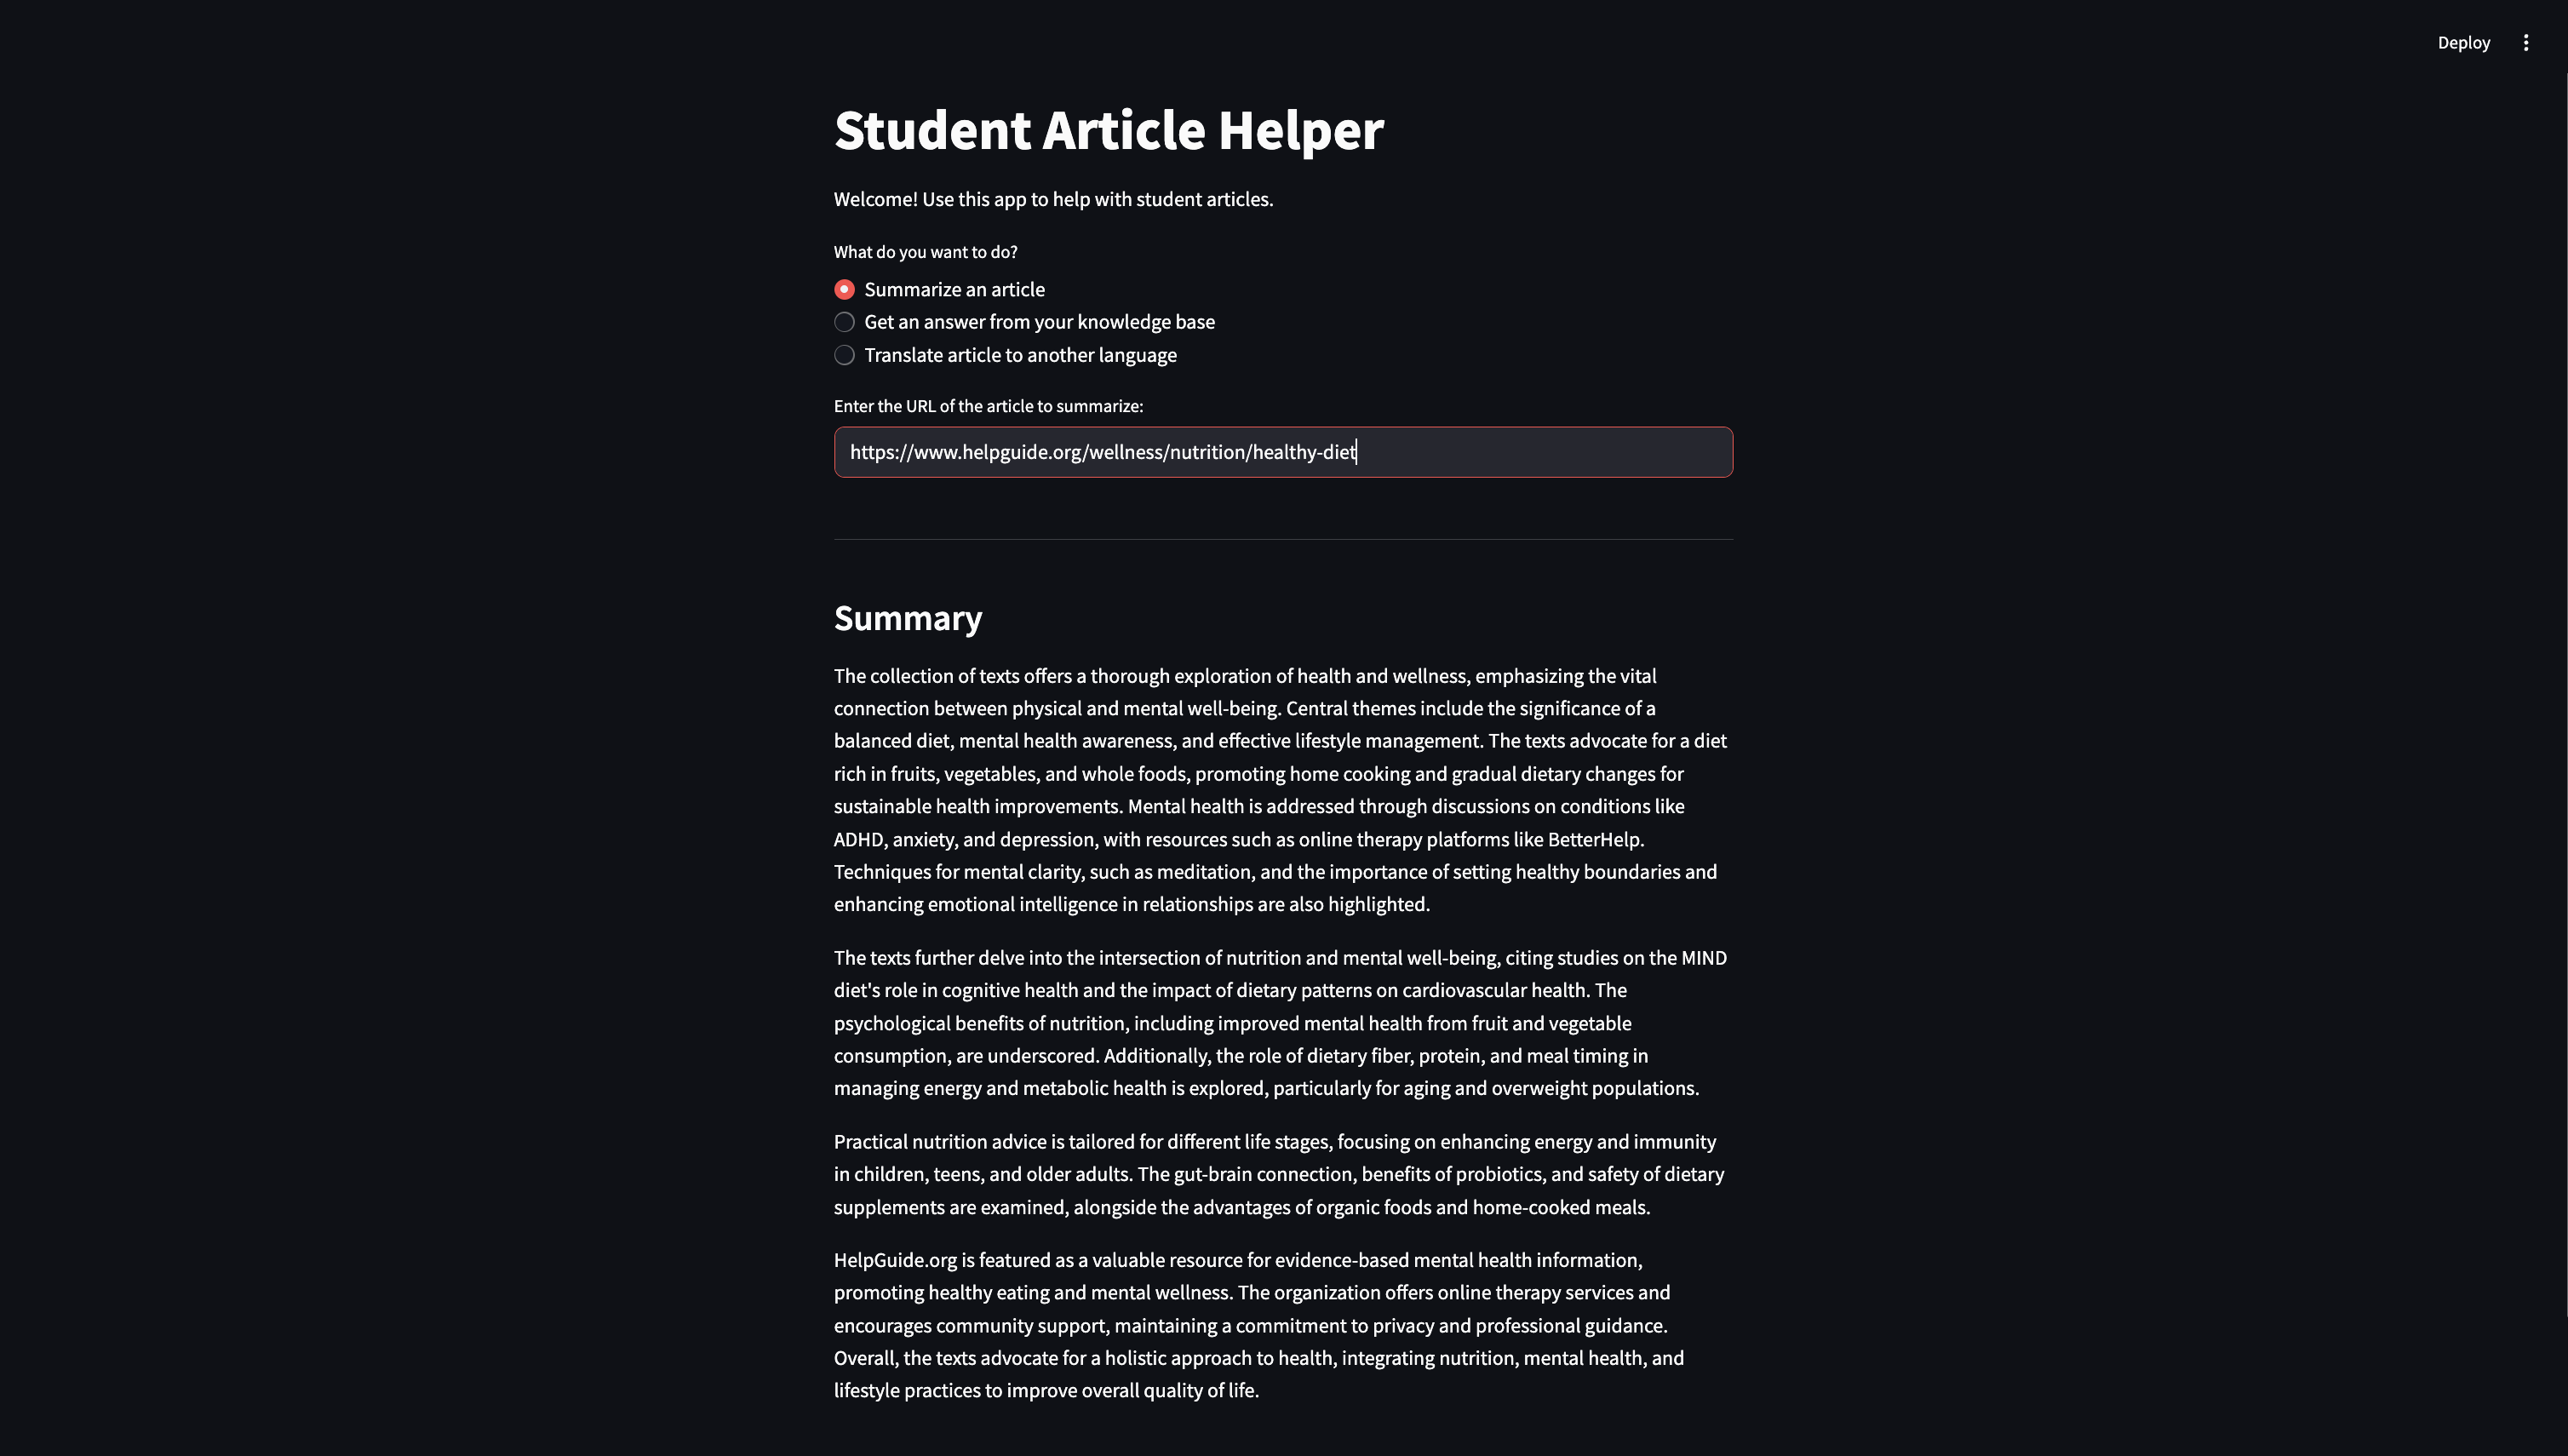 Deploy
Student Article Helper
Welcome! Use this app to help with student articles.
What do you want to do?
Summarize an article
Get an answer from your knowledge base
Translate article to another language
Enter the URL of the article to summarize:
https://www.helpguide.org/wellness/nutrition/healthy-diet
Summary
The collection of texts offers a thorough exploration of health and wellness, emphasizing the vital
connection between physical and mental well-being. Central themes include the significance of a
balanced diet, mental health awareness, and effective lifestyle management. The texts advocate for a diet
rich in fruits, vegetables, and whole foods, promoting home cooking and gradual dietary changes for
sustainable health improvements. Mental health is addressed through discussions on conditions like
ADHD, anxiety, and depression, with resources such as online therapy platforms like BetterHelp.
Techniques for mental clarity, such as meditation, and the importance of setting healthy boundaries and
enhancing emotional intelligence in relationships are also highlighted.
The texts further delve into the intersection of nutrition and mental well-being, citing studies on the MIND
diet's role in cognitive health and the impact of dietary patterns on cardiovascular health. The
psychological benefits of nutrition, including improved mental health from fruit and vegetable
consumption, are underscored. Additionally, the role of dietary fiber, protein, and meal timing in
managing energy and metabolic health is explored, particularly for aging and overweight populations.
Practical nutrition advice is tailored for different life stages, focusing on enhancing energy and immunity
in children, teens, and older adults. The gut-brain connection, benefits of probiotics, and safety of dietary
supplements are examined, alongside the advantages of organic foods and home-cooked meals.
HelpGuide.org is featured as a valuable resource for evidence-based mental health information,
promoting healthy eating and mental wellness. The organization offers online therapy services and
encourages community support, maintaining a commitment to privacy and professional guidance.
Overall, the texts advocate for a holistic approach to health, integrating nutrition, mental health, and
lifestyle practices to improve overall quality of life.